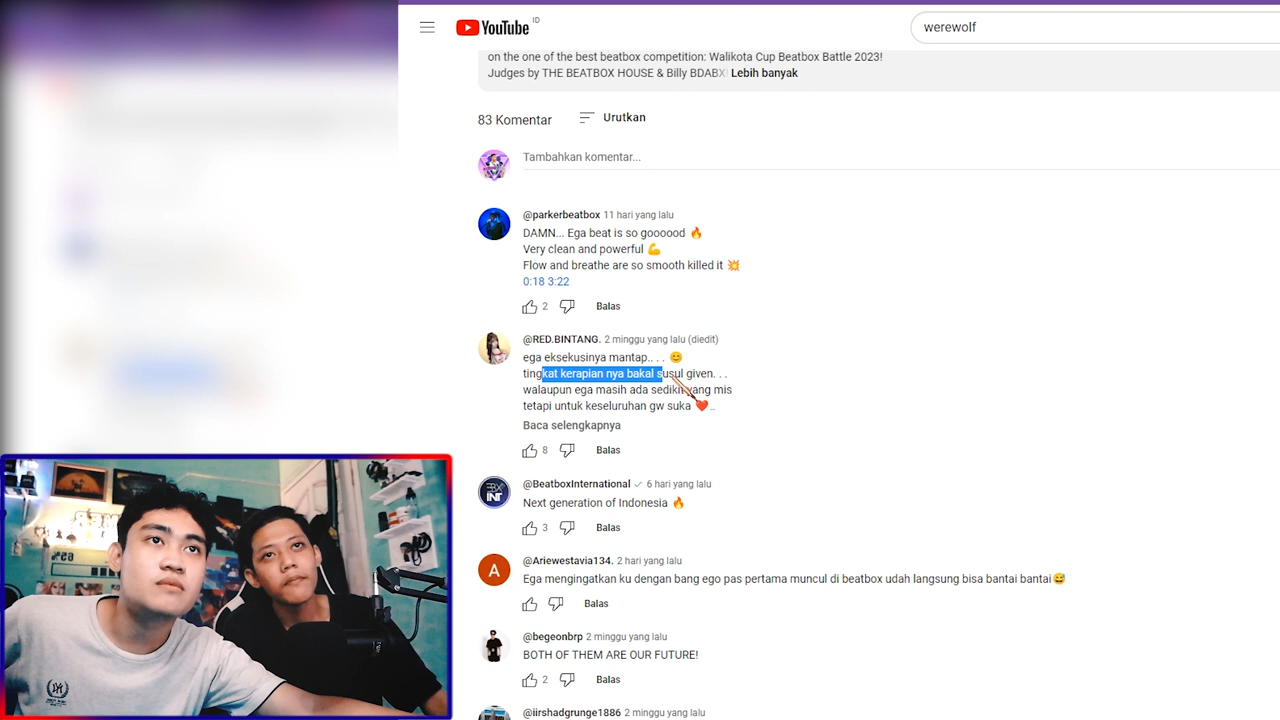 YouTube ID
werewolf
on the one of the best beatbox competition: Walikota Cup Beatbox Battle 2023!
Judges by THE BEATBOX HOUSE & Billy BDABX Lebih banyak
83 Komentar
Urutkan
Tambahkan komentar...
@parkerbeatbox 11 hari yang lalu
DAMN... Ega beat is so goooood 🔥
Very clean and powerful 💪
Flow and breathe are so smooth killed it 💥
0:18 3:22
2 Balas
@RED.BINTANG. 2 minggu yang lalu (diedit)
ega eksekusinya mantap.. . . 😊
tingkat kerapian nya bakal susul given. . .
walaupun ega masih ada sedikit yang mis
tetapi untuk keseluruhan gw suka ❤️ ..
Baca selengkapnya
8 Balas
@BeatboxInternational 6 hari yang lalu
Next generation of Indonesia 🔥
3 Balas
A
@Ariewestavia134. 2 hari yang lalu
Ega mengingatkan ku dengan bang ego pas pertama muncul di beatbox udah langsung bisa bantai bantai😅
Balas
@begeonbrp 2 minggu yang lalu
BOTH OF THEM ARE OUR FUTURE!
2 Balas
@iirshadgrunge1886 2 minggu yang lalu